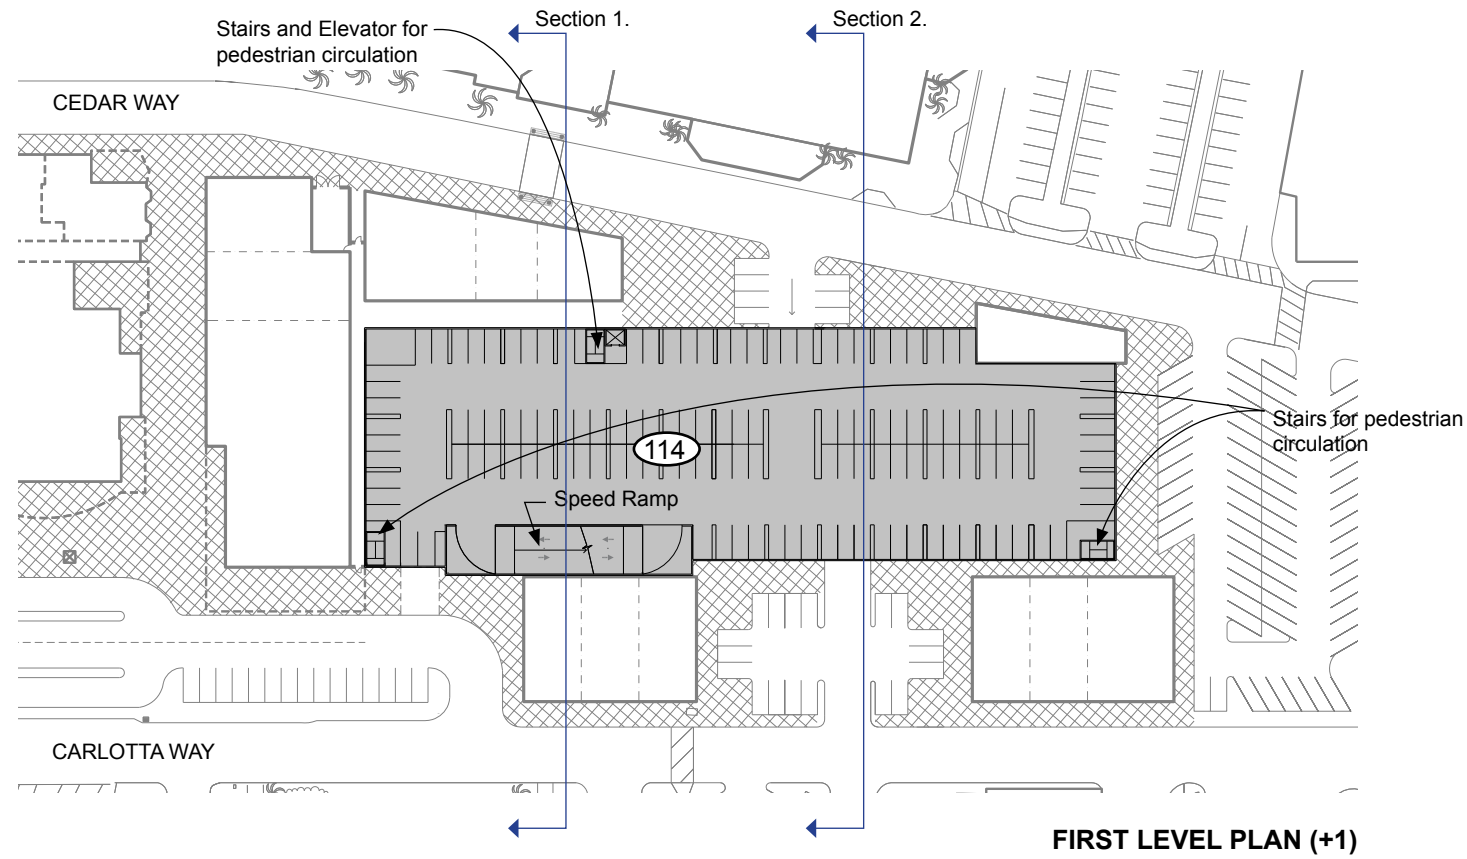 Section 1.
Section 2.
Stairs and Elevator for
pedestrian circulation
CEDAR WAY
Stairs for pedestrian
circulation
114
Speed Ramp
CARLOTTA WAY
FIRST LEVEL PLAN (+1)